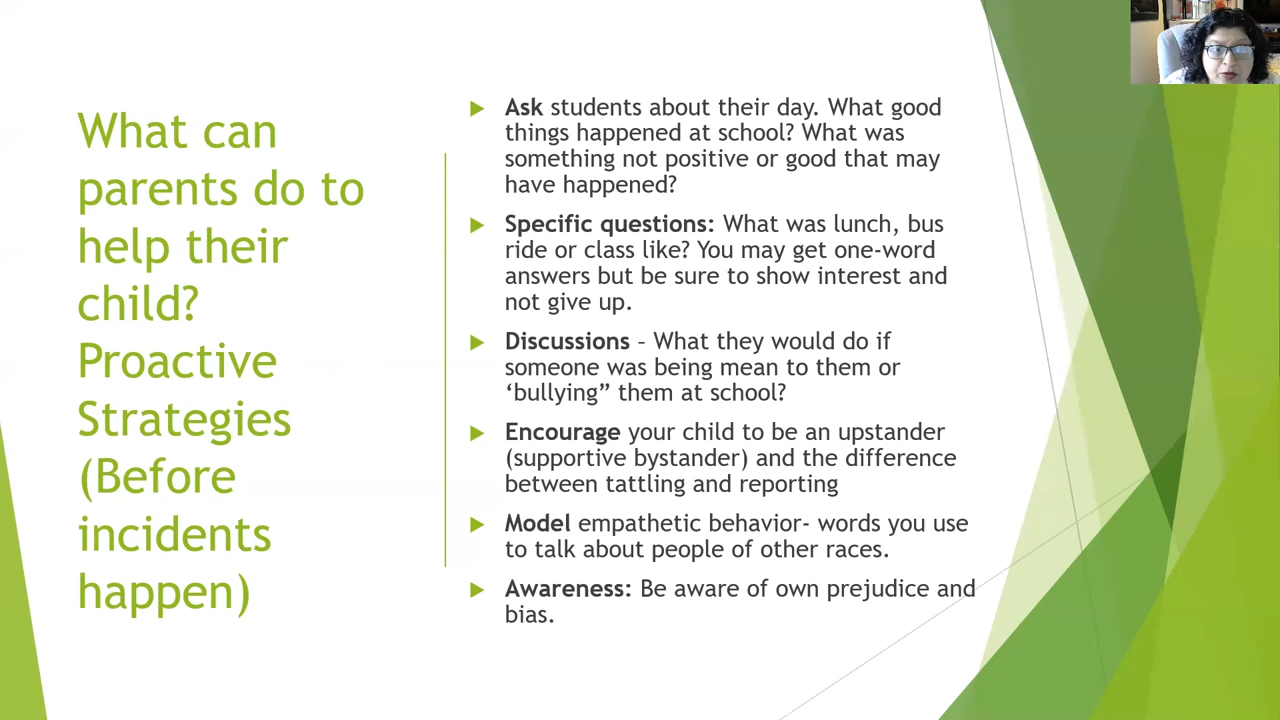 What can
parents do to
help their
child?
Proactive
Strategies
(Before
incidents
happen)
Ask students about their day. What good
things happened at school? What was
something not positive or good that may
have happened?
Specific questions: What was lunch, bus
ride or class like? You may get one-word
answers but be sure to show interest and
not give up.
Discussions – What they would do if
someone was being mean to them or
‘bullying” them at school?
Encourage your child to be an upstander
(supportive bystander) and the difference
between tattling and reporting
Model empathetic behavior- words you use
to talk about people of other races.
Awareness: Be aware of own prejudice and
bias.